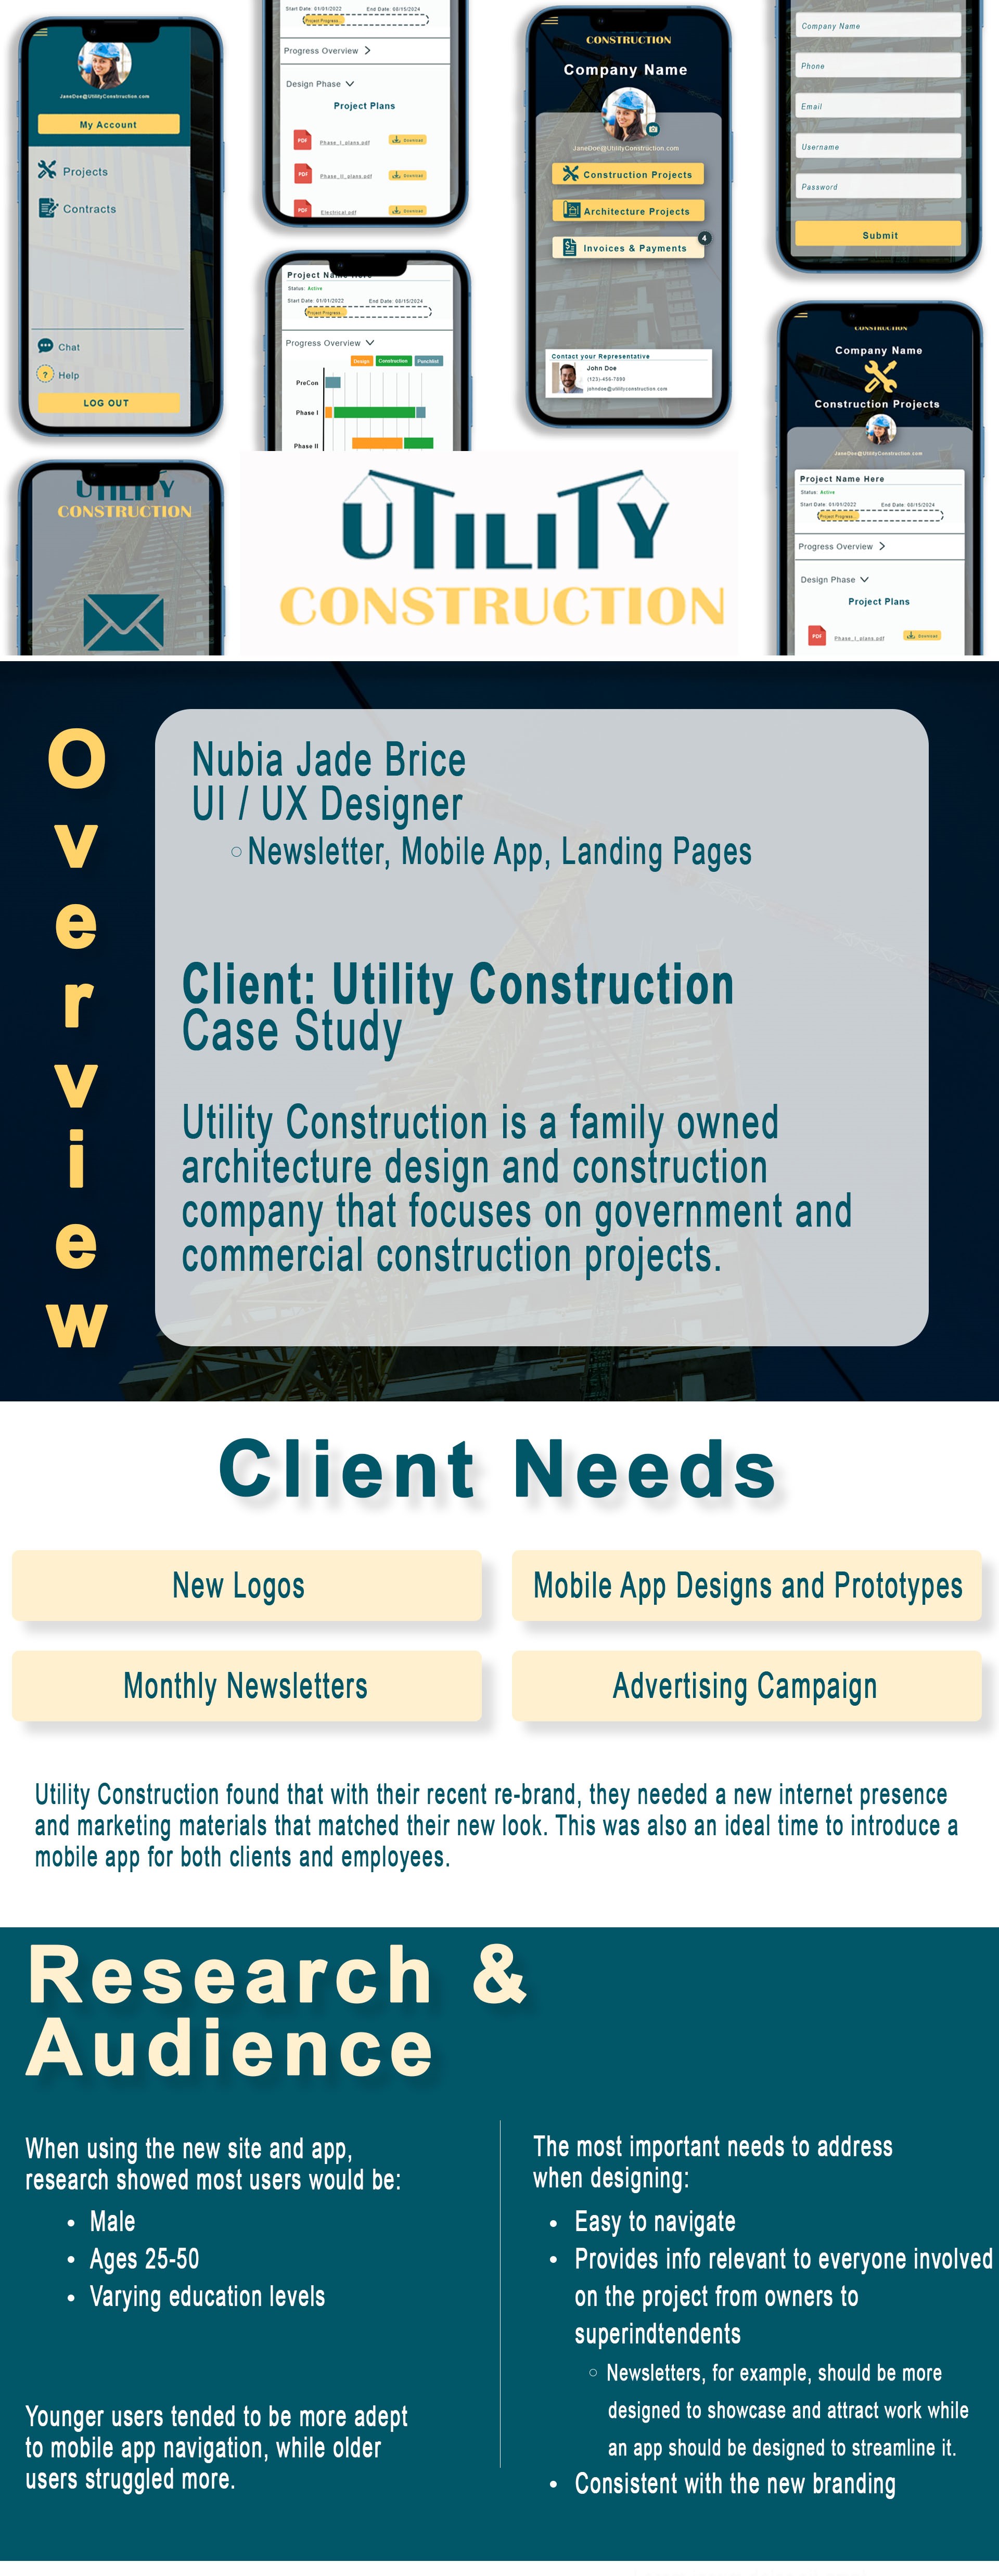 JaneDoe@UtilityConstruction.com
My Account
Projects
Contracts
Chat
Help
LOG OUT
UTILITY
CONSTRUCTION
Start Date: 01/01/2022 End Date: 08/15/2024
Project Progress...
Progress Overview
Design Phase
Project Plans
PDF Phase_I_plans.pdf Download
PDF Phase_II_plans.pdf Download
PDF Electrical.pdf Download
Project Name Here
Status: Active
Start Date: 01/01/2022 End Date: 08/15/2024
Project Progress...
Progress Overview
Design Construction Punchlist
PreCon
Phase I
Phase II
CONSTRUCTION
Company Name
JaneDoe@UtilityConstruction.com
Construction Projects
Architecture Projects
Invoices & Payments 4
Contact your Representative
John Doe
(123)-456-7890
johndoe@utilityconstruction.com
Company Name
Phone
Email
Username
Password
Submit
CONSTRUCTION
Company Name
Construction Projects
JaneDoe@UtilityConstruction.com
Project Name Here
Status: Active
Start Date: 01/01/2022 End Date: 08/15/2024
Project Progress...
Progress Overview
Design Phase
Project Plans
PDF Phase_I_plans.pdf Download
UTILITY
CONSTRUCTION
Overview
Nubia Jade Brice
UI / UX Designer
Newsletter, Mobile App, Landing Pages
Client: Utility Construction
Case Study
Utility Construction is a family owned
architecture design and construction
company that focuses on government and
commercial construction projects.
Client Needs
New Logos
Mobile App Designs and Prototypes
Monthly Newsletters
Advertising Campaign
Utility Construction found that with their recent re-brand, they needed a new internet presence
and marketing materials that matched their new look. This was also an ideal time to introduce a
mobile app for both clients and employees.
Research &
Audience
When using the new site and app,
research showed most users would be:
• Male
• Ages 25-50
• Varying education levels
Younger users tended to be more adept
to mobile app navigation, while older
users struggled more.
The most important needs to address
when designing:
• Easy to navigate
• Provides info relevant to everyone involved
on the project from owners to
superindtendents
○ Newsletters, for example, should be more
designed to showcase and attract work while
an app should be designed to streamline it.
• Consistent with the new branding